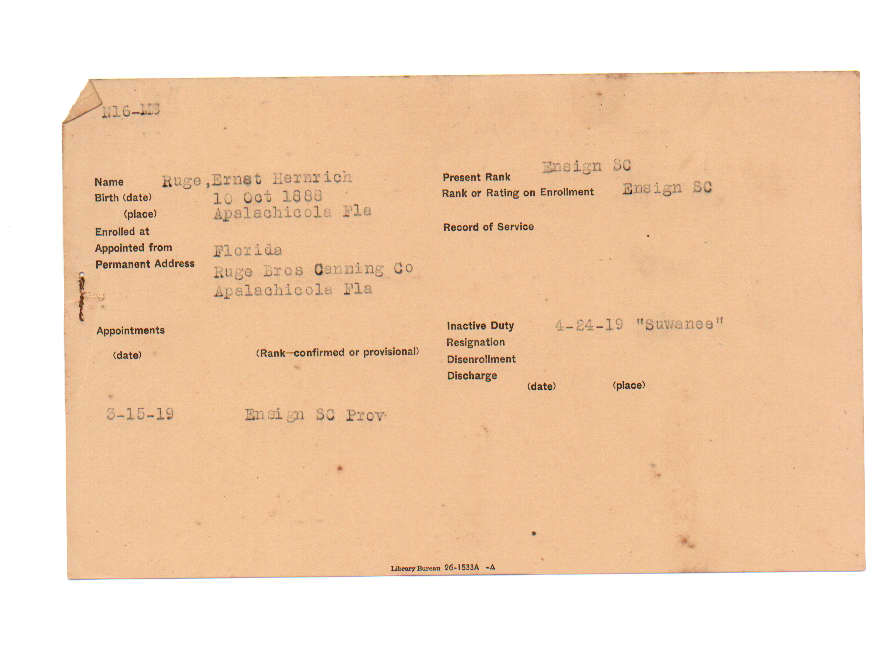 N16-MS
Name Ruge,Ernst Hernrich
Birth (date) 10 Oct 1888
(place) Apalachicola Fla
Enrolled at
Appointed from Florida
Permanent Address Ruge Bros Canning Co
Apalachicola Fla
Appointments
(date) (Rank—confirmed or provisional)
3-15-19 Ensign SC Prov
Present Rank Ensign SC
Rank or Rating on Enrollment Ensign SC
Record of Service
Inactive Duty 4-24-19 "Suwanee"
Resignation
Disenrollment
Discharge
(date) (place)
Library Bureau 26-1533A -A